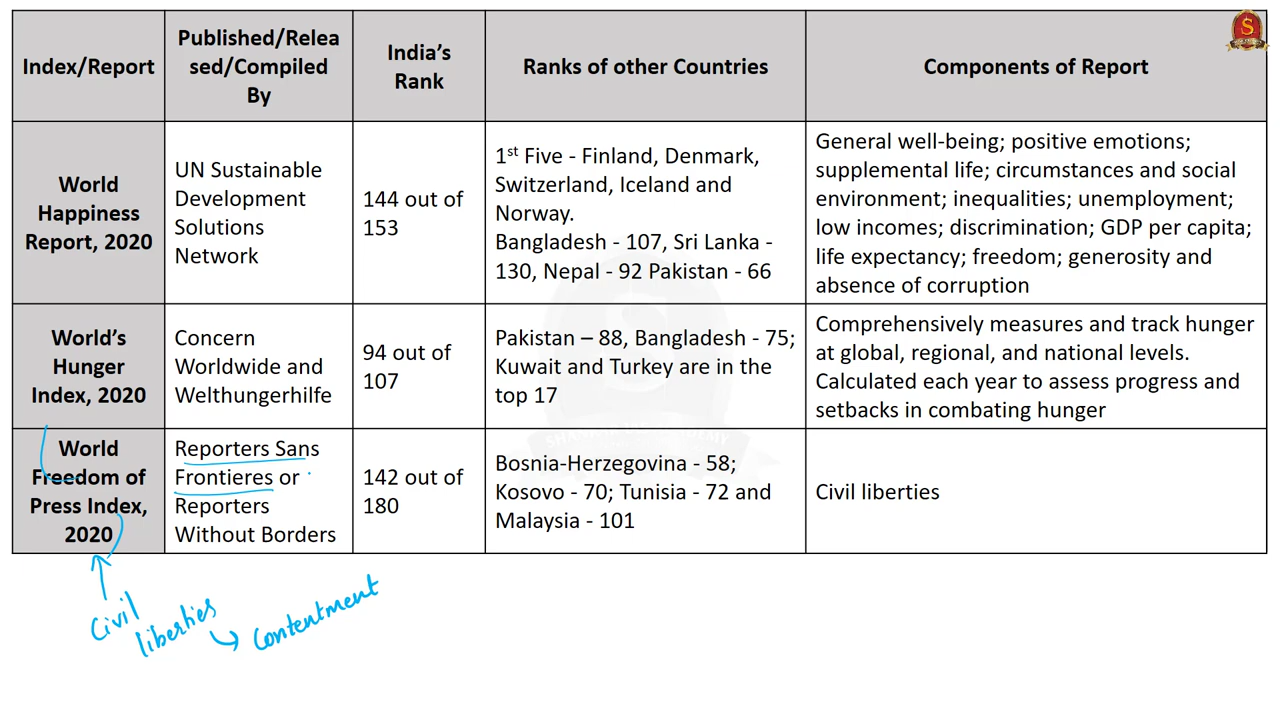 Index/Report
Published/Relea
sed/Compiled
By
India's
Rank
Ranks of other Countries
Components of Report
World
Happiness
Report, 2020
UN Sustainable
Development
Solutions
Network
144 out of
153
1st Five - Finland, Denmark,
Switzerland, Iceland and
Norway.
Bangladesh - 107, Sri Lanka -
130, Nepal - 92 Pakistan - 66
General well-being; positive emotions;
supplemental life; circumstances and social
environment; inequalities; unemployment;
low incomes; discrimination; GDP per capita;
life expectancy; freedom; generosity and
absence of corruption
World's
Hunger
Index, 2020
Concern
Worldwide and
Welthungerhilfe
94 out of
107
Pakistan – 88, Bangladesh - 75;
Kuwait and Turkey are in the
top 17
Comprehensively measures and track hunger
at global, regional, and national levels.
Calculated each year to assess progress and
setbacks in combating hunger
World
Freedom of
Press Index,
2020
Reporters Sans
Frontieres or
Reporters
Without Borders
142 out of
180
Bosnia-Herzegovina - 58;
Kosovo - 70; Tunisia - 72 and
Malaysia - 101
Civil liberties
Civil
liberties
contentment
S